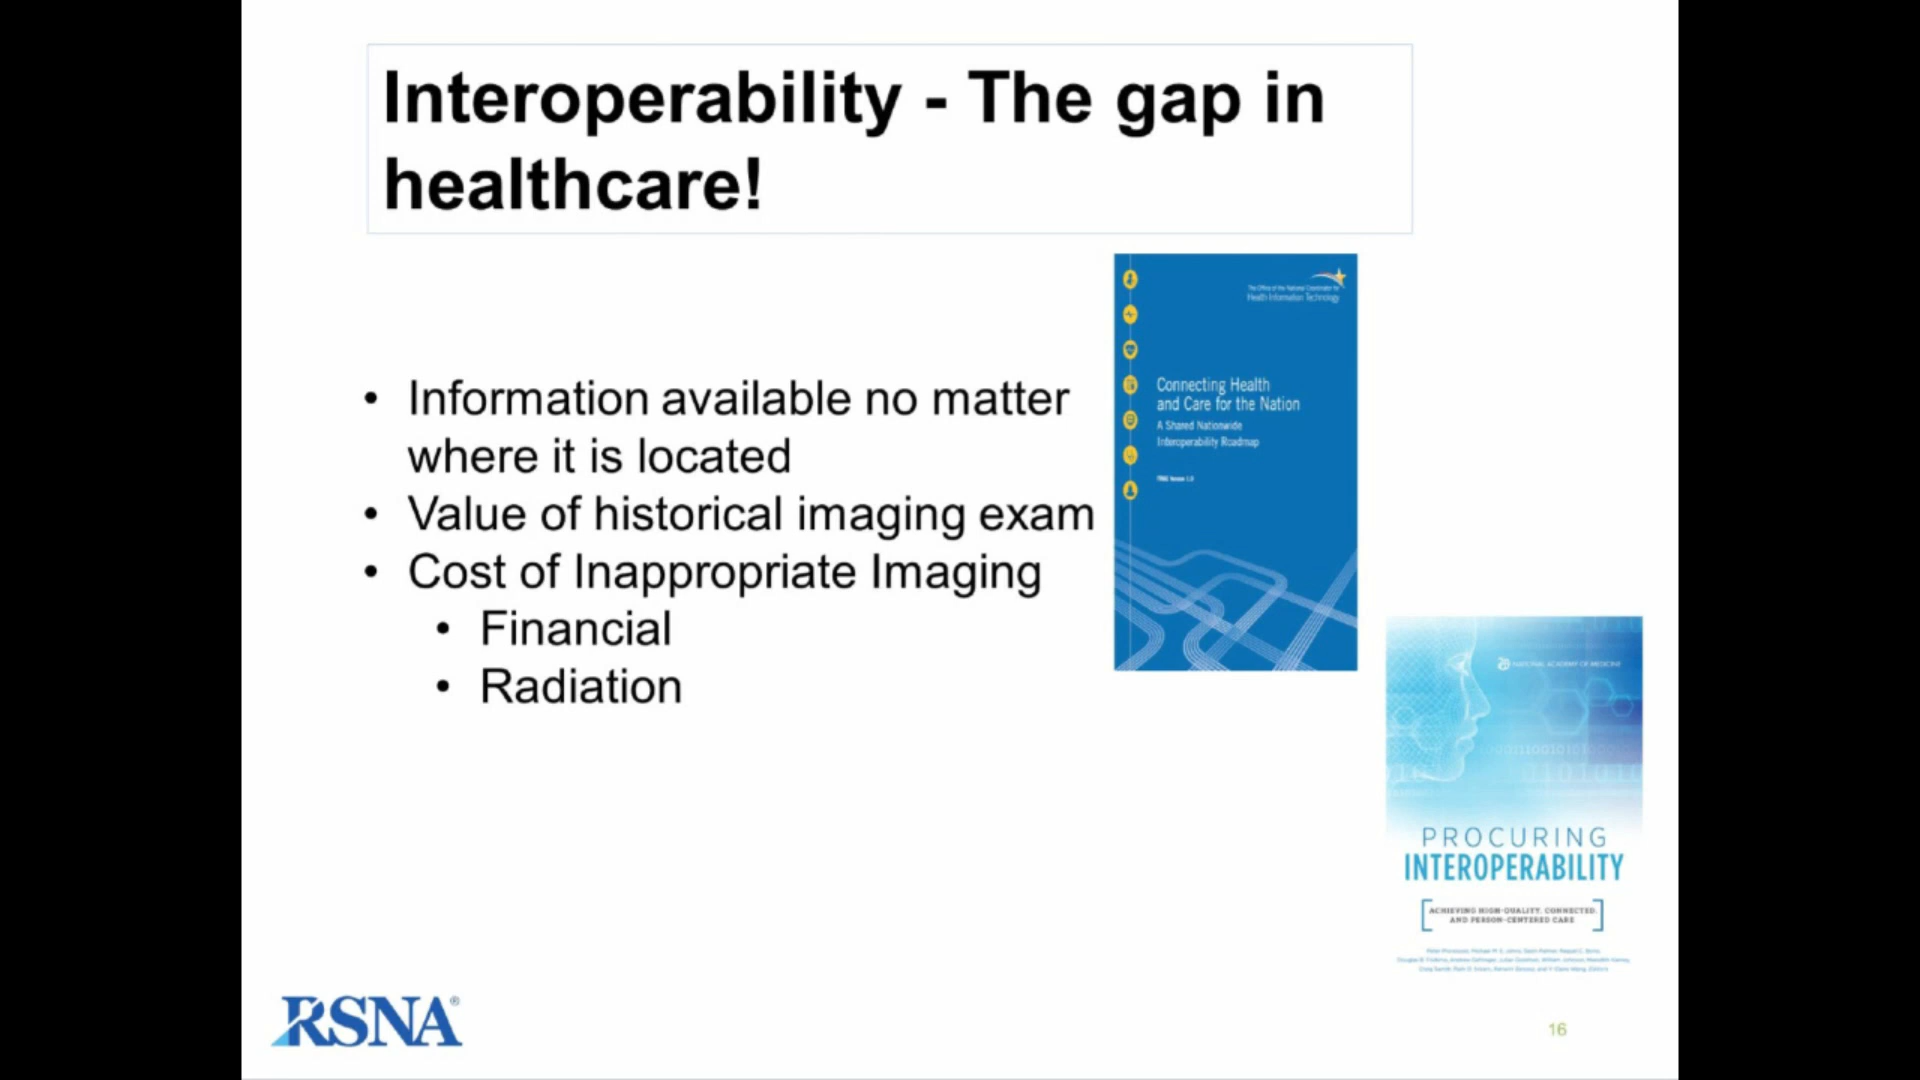 Interoperability - The gap in
healthcare!
• Information available no matter
where it is located
• Value of historical imaging exam
• Cost of Inappropriate Imaging
• Financial
• Radiation
The Office of the National Coordinator for
Health Information Technology
Connecting Health
and Care for the Nation
A Shared Nationwide
Interoperability Roadmap
NATIONAL ACADEMY OF MEDICINE
PROCURING
INTEROPERABILITY
ACHIEVING HIGH-QUALITY, CONNECTED,
AND PERSON-CENTERED CARE
RSNA®
16